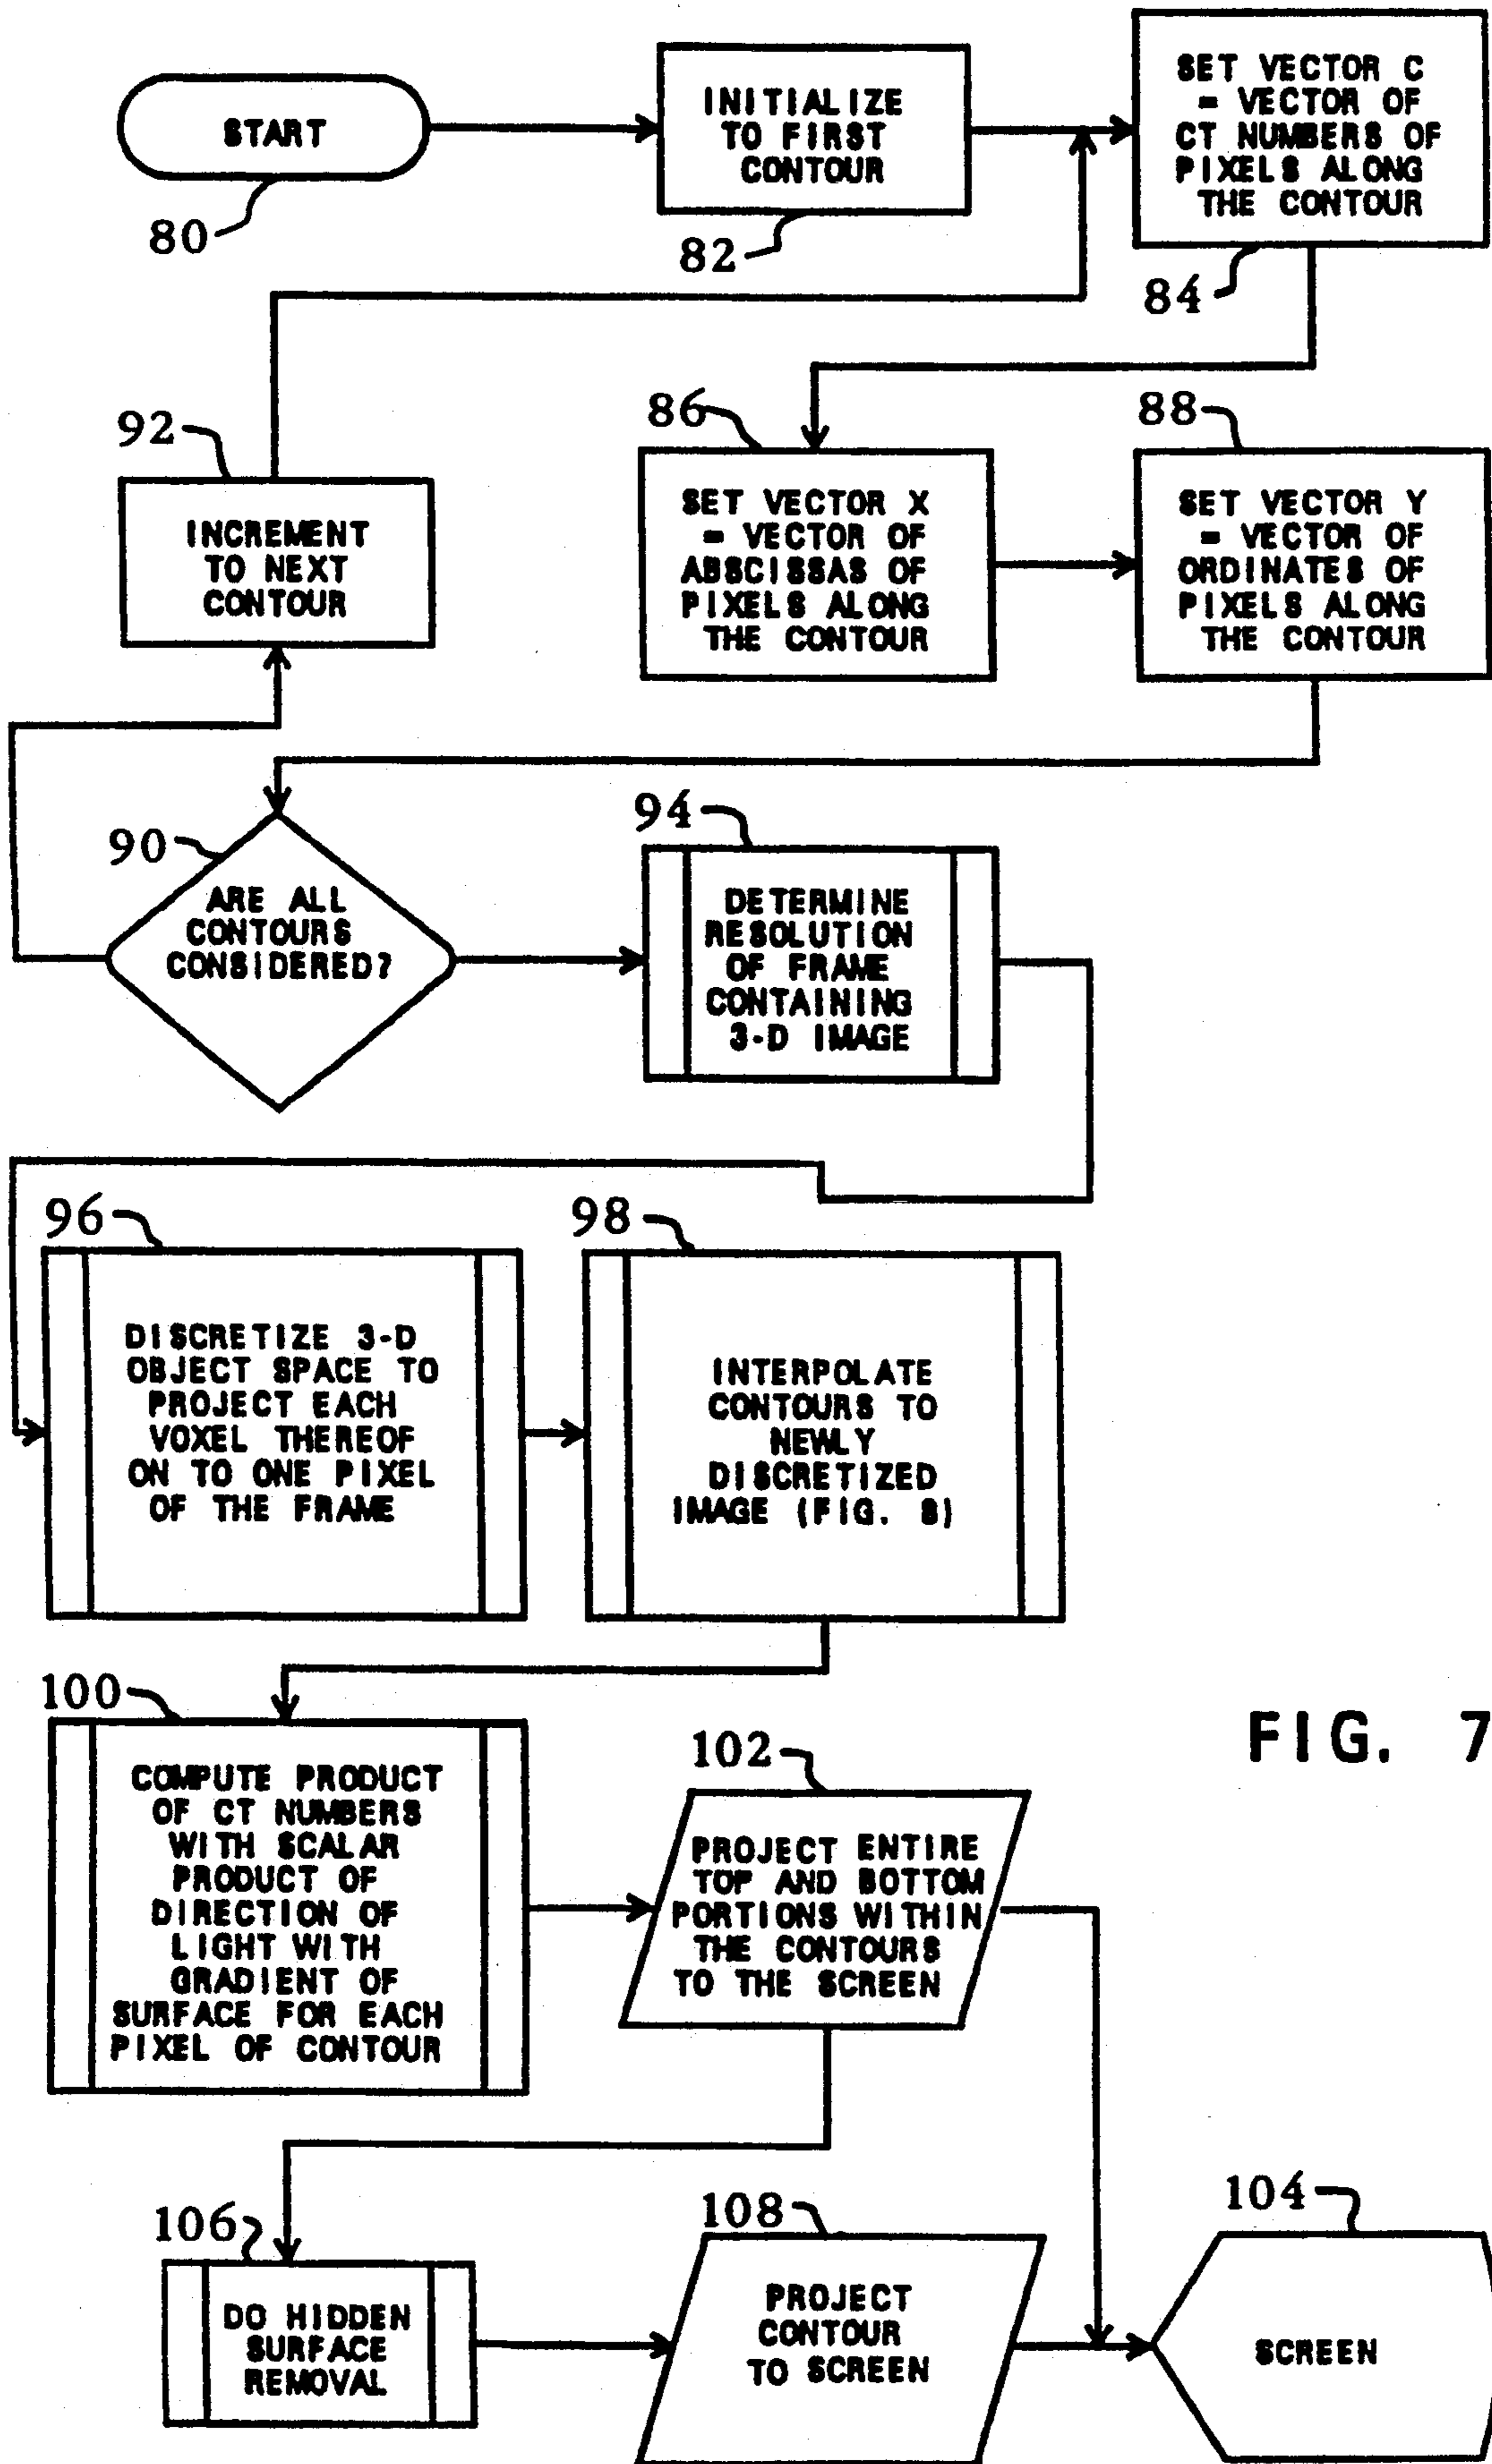 START
80
INITIALIZE
TO FIRST
CONTOUR
82
SET VECTOR C
= VECTOR OF
CT NUMBERS OF
PIXELS ALONG
THE CONTOUR
84
92
INCREMENT
TO NEXT
CONTOUR
86
SET VECTOR X
= VECTOR OF
ABSCISSAS OF
PIXELS ALONG
THE CONTOUR
88
SET VECTOR Y
= VECTOR OF
ORDINATES OF
PIXELS ALONG
THE CONTOUR
90
ARE ALL
CONTOURS
CONSIDERED?
94
DETERMINE
RESOLUTION
OF FRAME
CONTAINING
3-D IMAGE
96
DISCRETIZE 3-D
OBJECT SPACE TO
PROJECT EACH
VOXEL THEREOF
ON TO ONE PIXEL
OF THE FRAME
98
INTERPOLATE
CONTOURS TO
NEWLY
DISCRETIZED
IMAGE (FIG. 8)
100
COMPUTE PRODUCT
OF CT NUMBERS
WITH SCALAR
PRODUCT OF
DIRECTION OF
LIGHT WITH
GRADIENT OF
SURFACE FOR EACH
PIXEL OF CONTOUR
102
PROJECT ENTIRE
TOP AND BOTTOM
PORTIONS WITHIN
THE CONTOURS
TO THE SCREEN
FIG. 7
106
DO HIDDEN
SURFACE
REMOVAL
108
PROJECT
CONTOUR
TO SCREEN
104
SCREEN